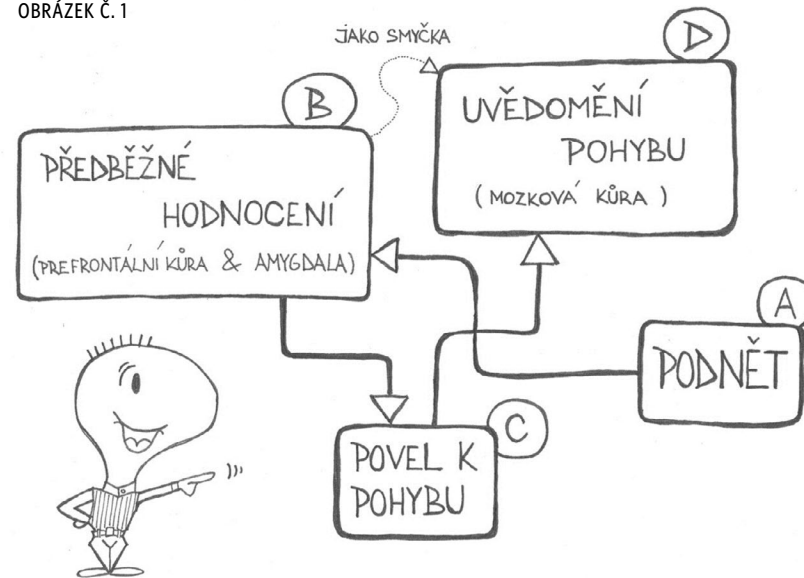 OBRÁZEK Č. 1
JAKO SMYČKA
D
UVĚDOMĚNÍ
POHYBU
(MOZKOVÁ KŮRA)
B
PŘEDBĚŽNÉ
HODNOCENÍ
(PREFRONTÁLNÍ KŮRA & AMYGDALA)
A
PODNĚT
C
POVEL K
POHYBU